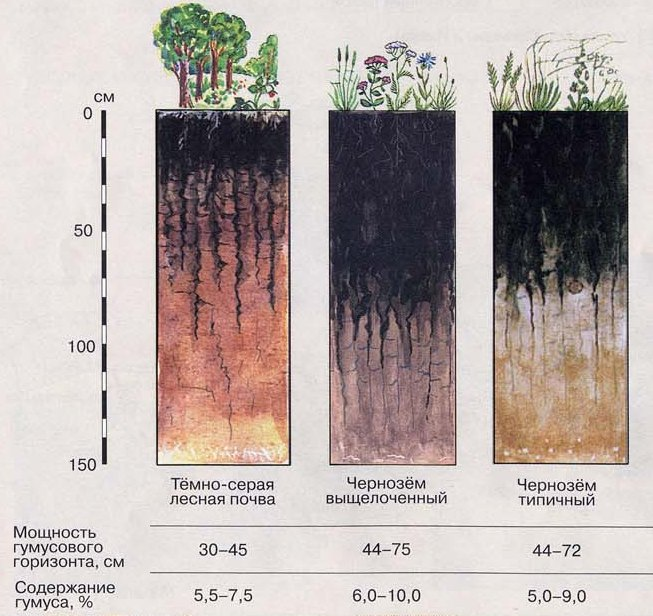 см
0
50
100
150
Тёмно-серая
лесная почва
Чернозём
выщелоченный
Чернозём
типичный
Мощность
гумусового
горизонта, см
30–45
44–75
44–72
Содержание
гумуса, %
5,5–7,5
6,0–10,0
5,0–9,0